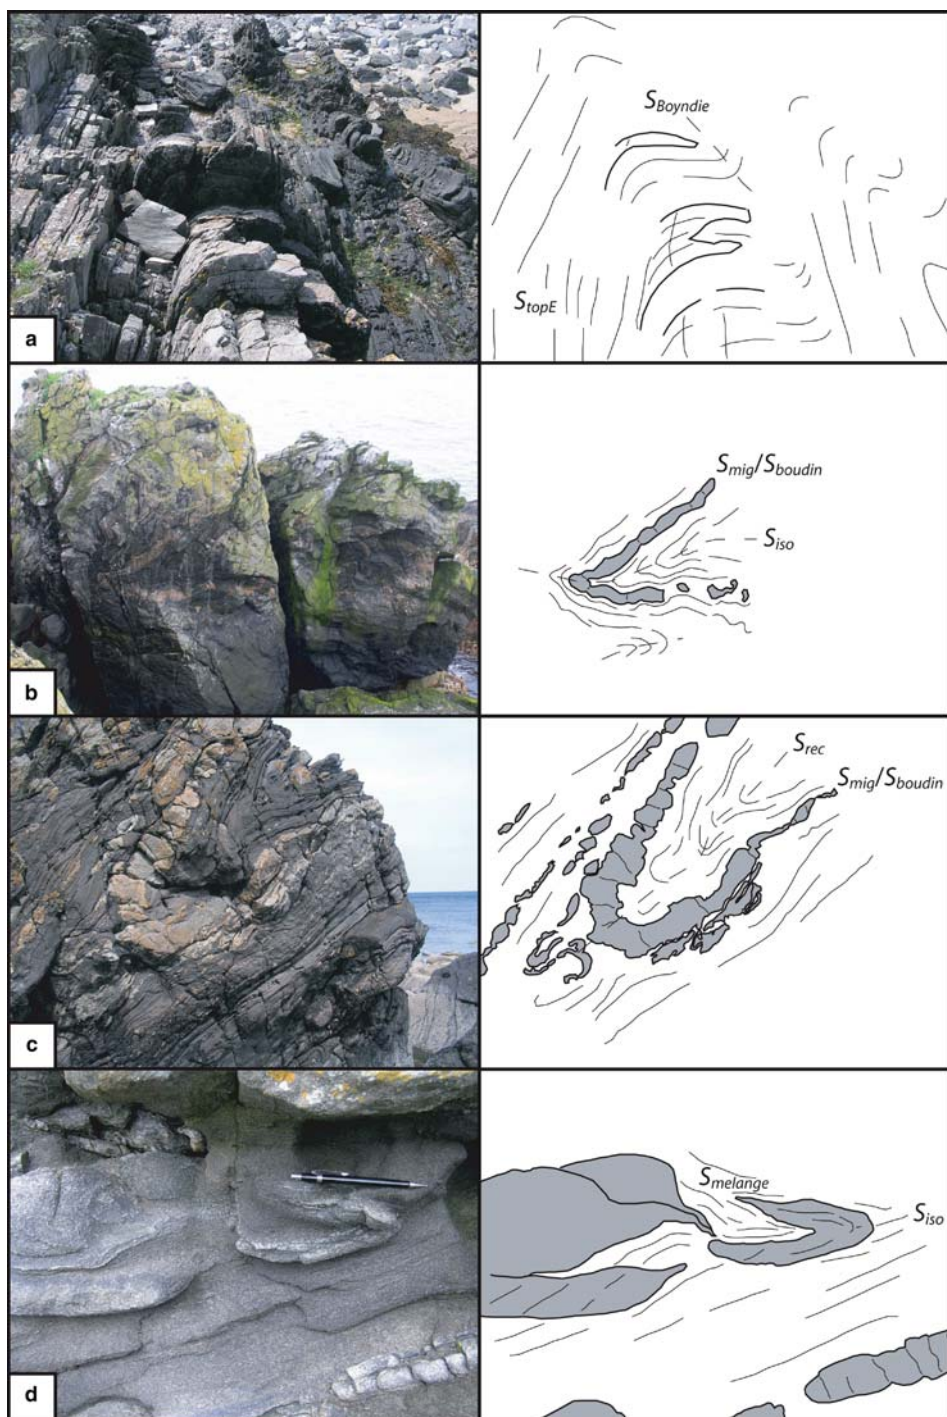 S_Boyndie
S_topE
a
S_mig/S_boudin
S_iso
b
S_rec
S_mig/S_boudin
c
S_melange
S_iso
d